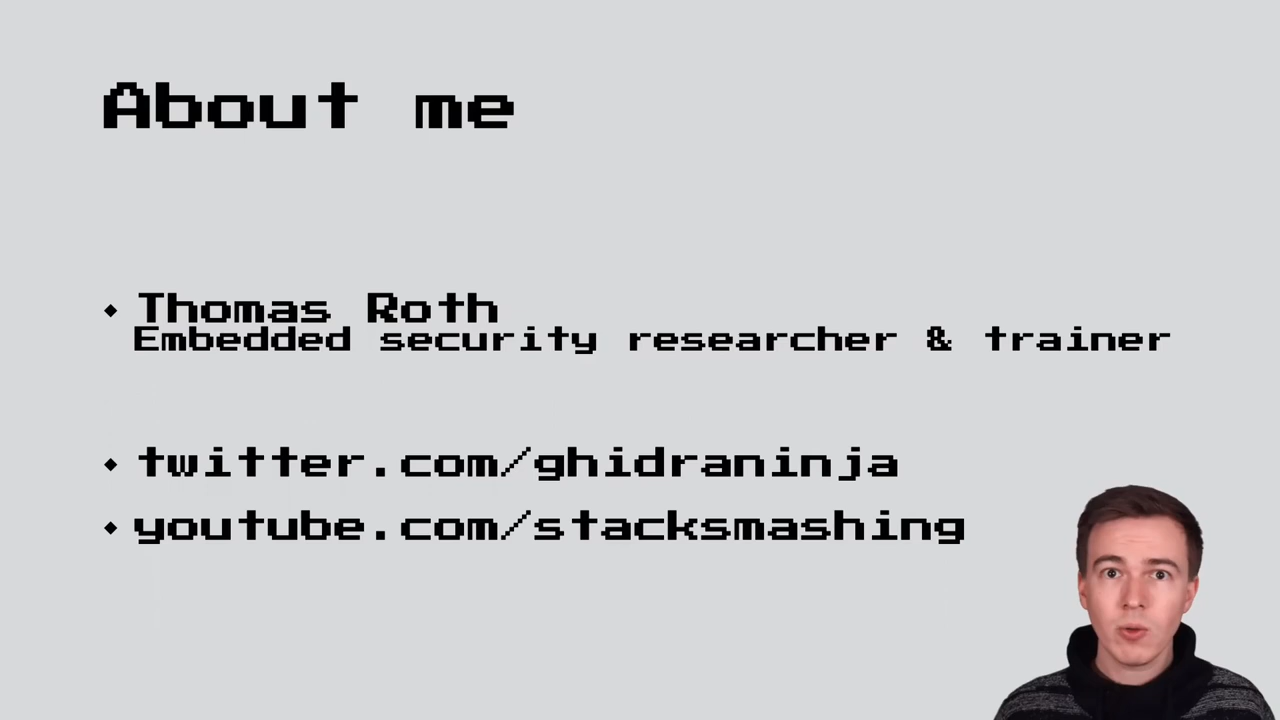 About me
Thomas Roth
Embedded security researcher & trainer
twitter.com/ghidraninja
youtube.com/stacksmashing